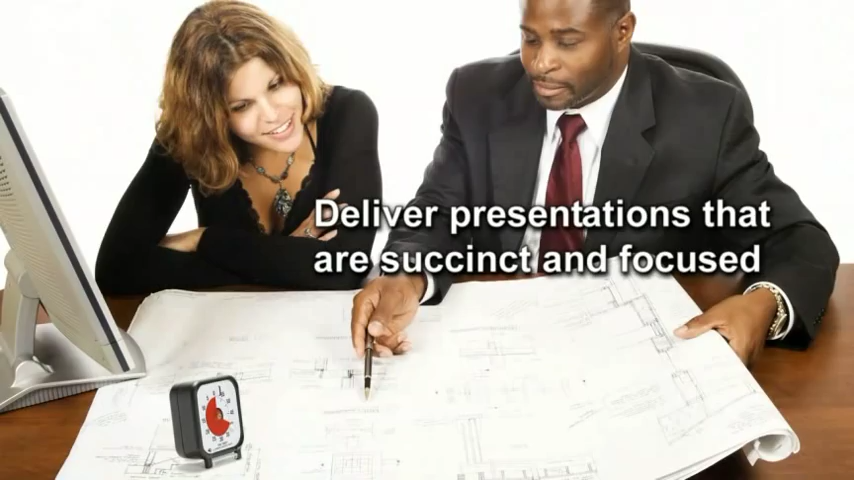 Deliver presentations that
are succinct and focused